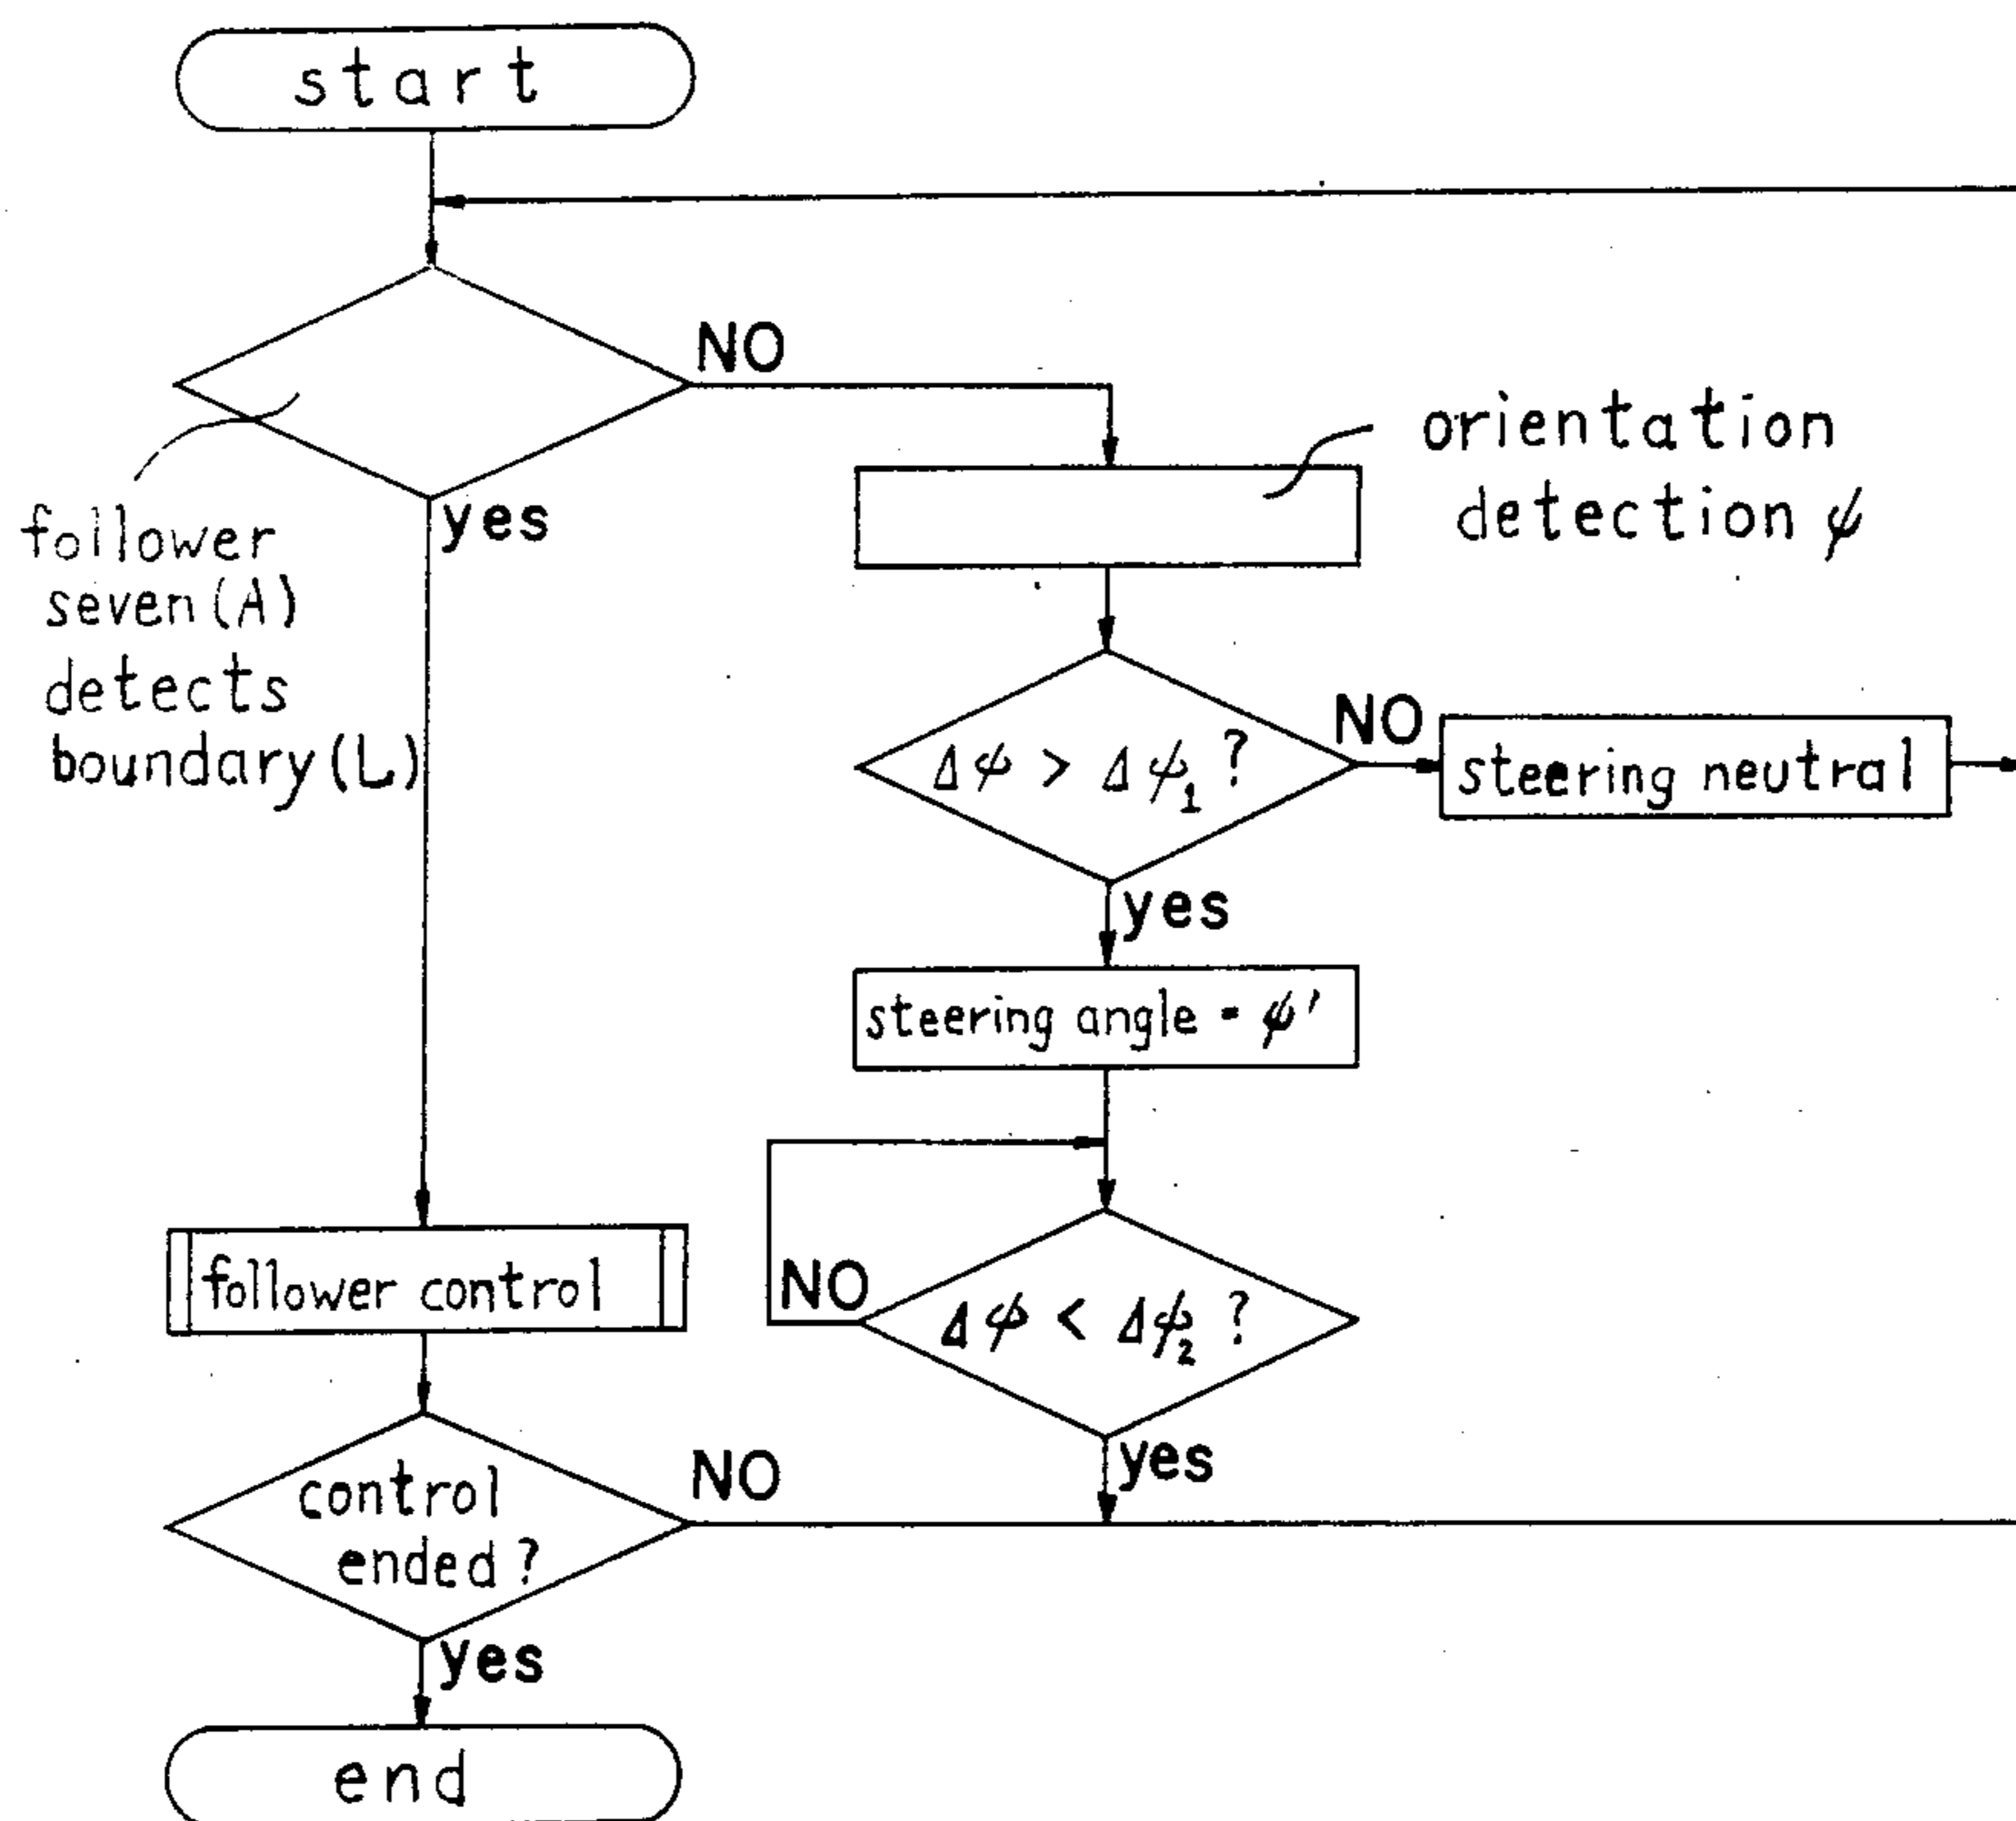 start
NO
orientation
detection ψ
yes
follower
seven (A)
detects
boundary (L)
Δψ > Δψ₁ ?
NO
steering neutral
yes
steering angle = ψ'
NO
Δψ < Δψ₂ ?
yes
follower control
control
ended ?
NO
yes
end